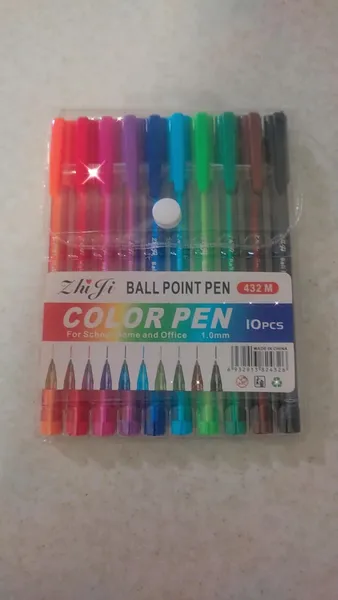 ZhiJi BALL POINT PEN 432 M
COLOR PEN 10PCS
For School Home and Office 1.0mm
MADE IN CHINA